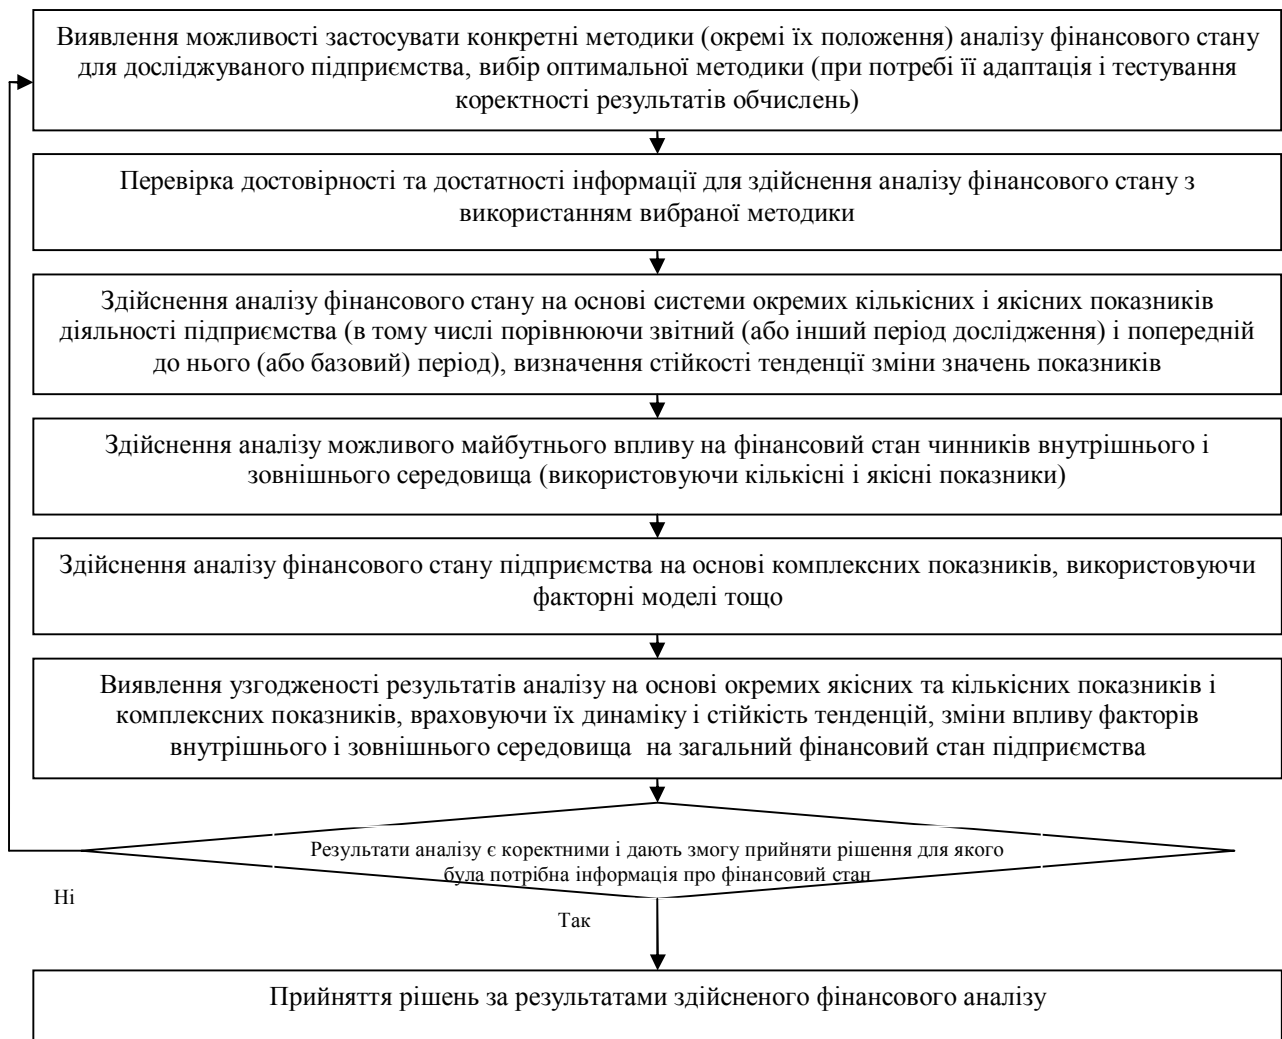 Виявлення можливості застосувати конкретні методики (окремі їх положення) аналізу фінансового стану
для досліджуваного підприємства, вибір оптимальної методики (при потребі її адаптація і тестування
коректності результатів обчислень)
Перевірка достовірності та достатності інформації для здійснення аналізу фінансового стану з
використанням вибраної методики
Здійснення аналізу фінансового стану на основі системи окремих кількісних і якісних показників
діяльності підприємства (в тому числі порівнюючи звітний (або інший період дослідження) і попередній
до нього (або базовий) період), визначення стійкості тенденції зміни значень показників
Здійснення аналізу можливого майбутнього впливу на фінансовий стан чинників внутрішнього і
зовнішнього середовища (використовуючи кількісні і якісні показники)
Здійснення аналізу фінансового стану підприємства на основі комплексних показників, використовуючи
факторні моделі тощо
Виявлення узгодженості результатів аналізу на основі окремих якісних та кількісних показників і
комплексних показників, враховуючи їх динаміку і стійкість тенденцій, зміни впливу факторів
внутрішнього і зовнішнього середовища на загальний фінансовий стан підприємства
Результати аналізу є коректними і дають змогу прийняти рішення для якого
була потрібна інформація про фінансовий стан
Ні
Так
Прийняття рішень за результатами здійсненого фінансового аналізу